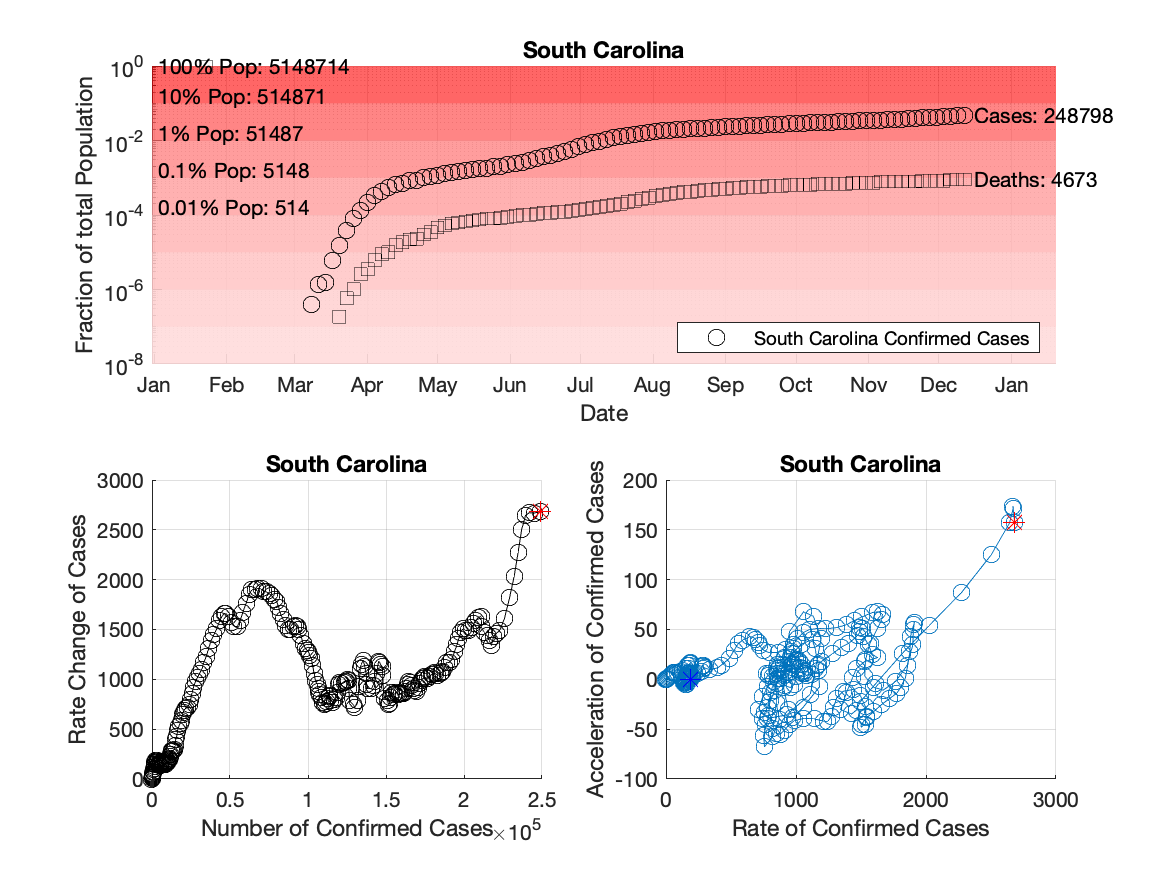 South Carolina
10^0
10^-2
10^-4
10^-6
10^-8
Fraction of total Population
100% Pop: 5148714
10% Pop: 514871
1% Pop: 51487
0.1% Pop: 5148
0.01% Pop: 514
Cases: 248798
Deaths: 4673
South Carolina Confirmed Cases
Jan Feb Mar Apr May Jun Jul Aug Sep Oct Nov Dec Jan
Date
South Carolina
3000
2500
2000
1500
1000
500
0
Rate Change of Cases
0 0.5 1 1.5 2 2.5
Number of Confirmed Cases ×10^5
South Carolina
200
150
100
50
0
-50
-100
Acceleration of Confirmed Cases
0 1000 2000 3000
Rate of Confirmed Cases